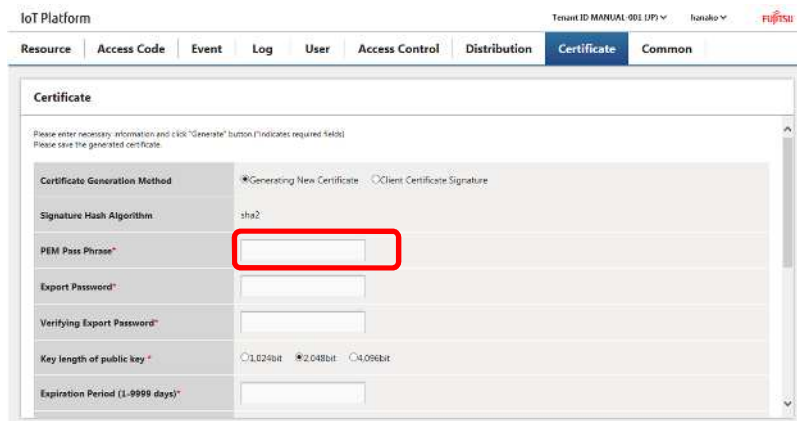 IoT Platform
Tenant ID MANUAL-001 (JP)
hanako
FUJITSU
Resource
Access Code
Event
Log
User
Access Control
Distribution
Certificate
Common
Certificate
Please enter necessary information and click "Generate" button (*indicates required fields)
Please save the generated certificate.
Certificate Generation Method
Generating New Certificate
Client Certificate Signature
Signature Hash Algorithm
sha2
PEM Pass Phrase*
Export Password*
Verifying Export Password*
Key length of public key *
1,024bit
2,048bit
4,096bit
Expiration Period (1-9999 days)*